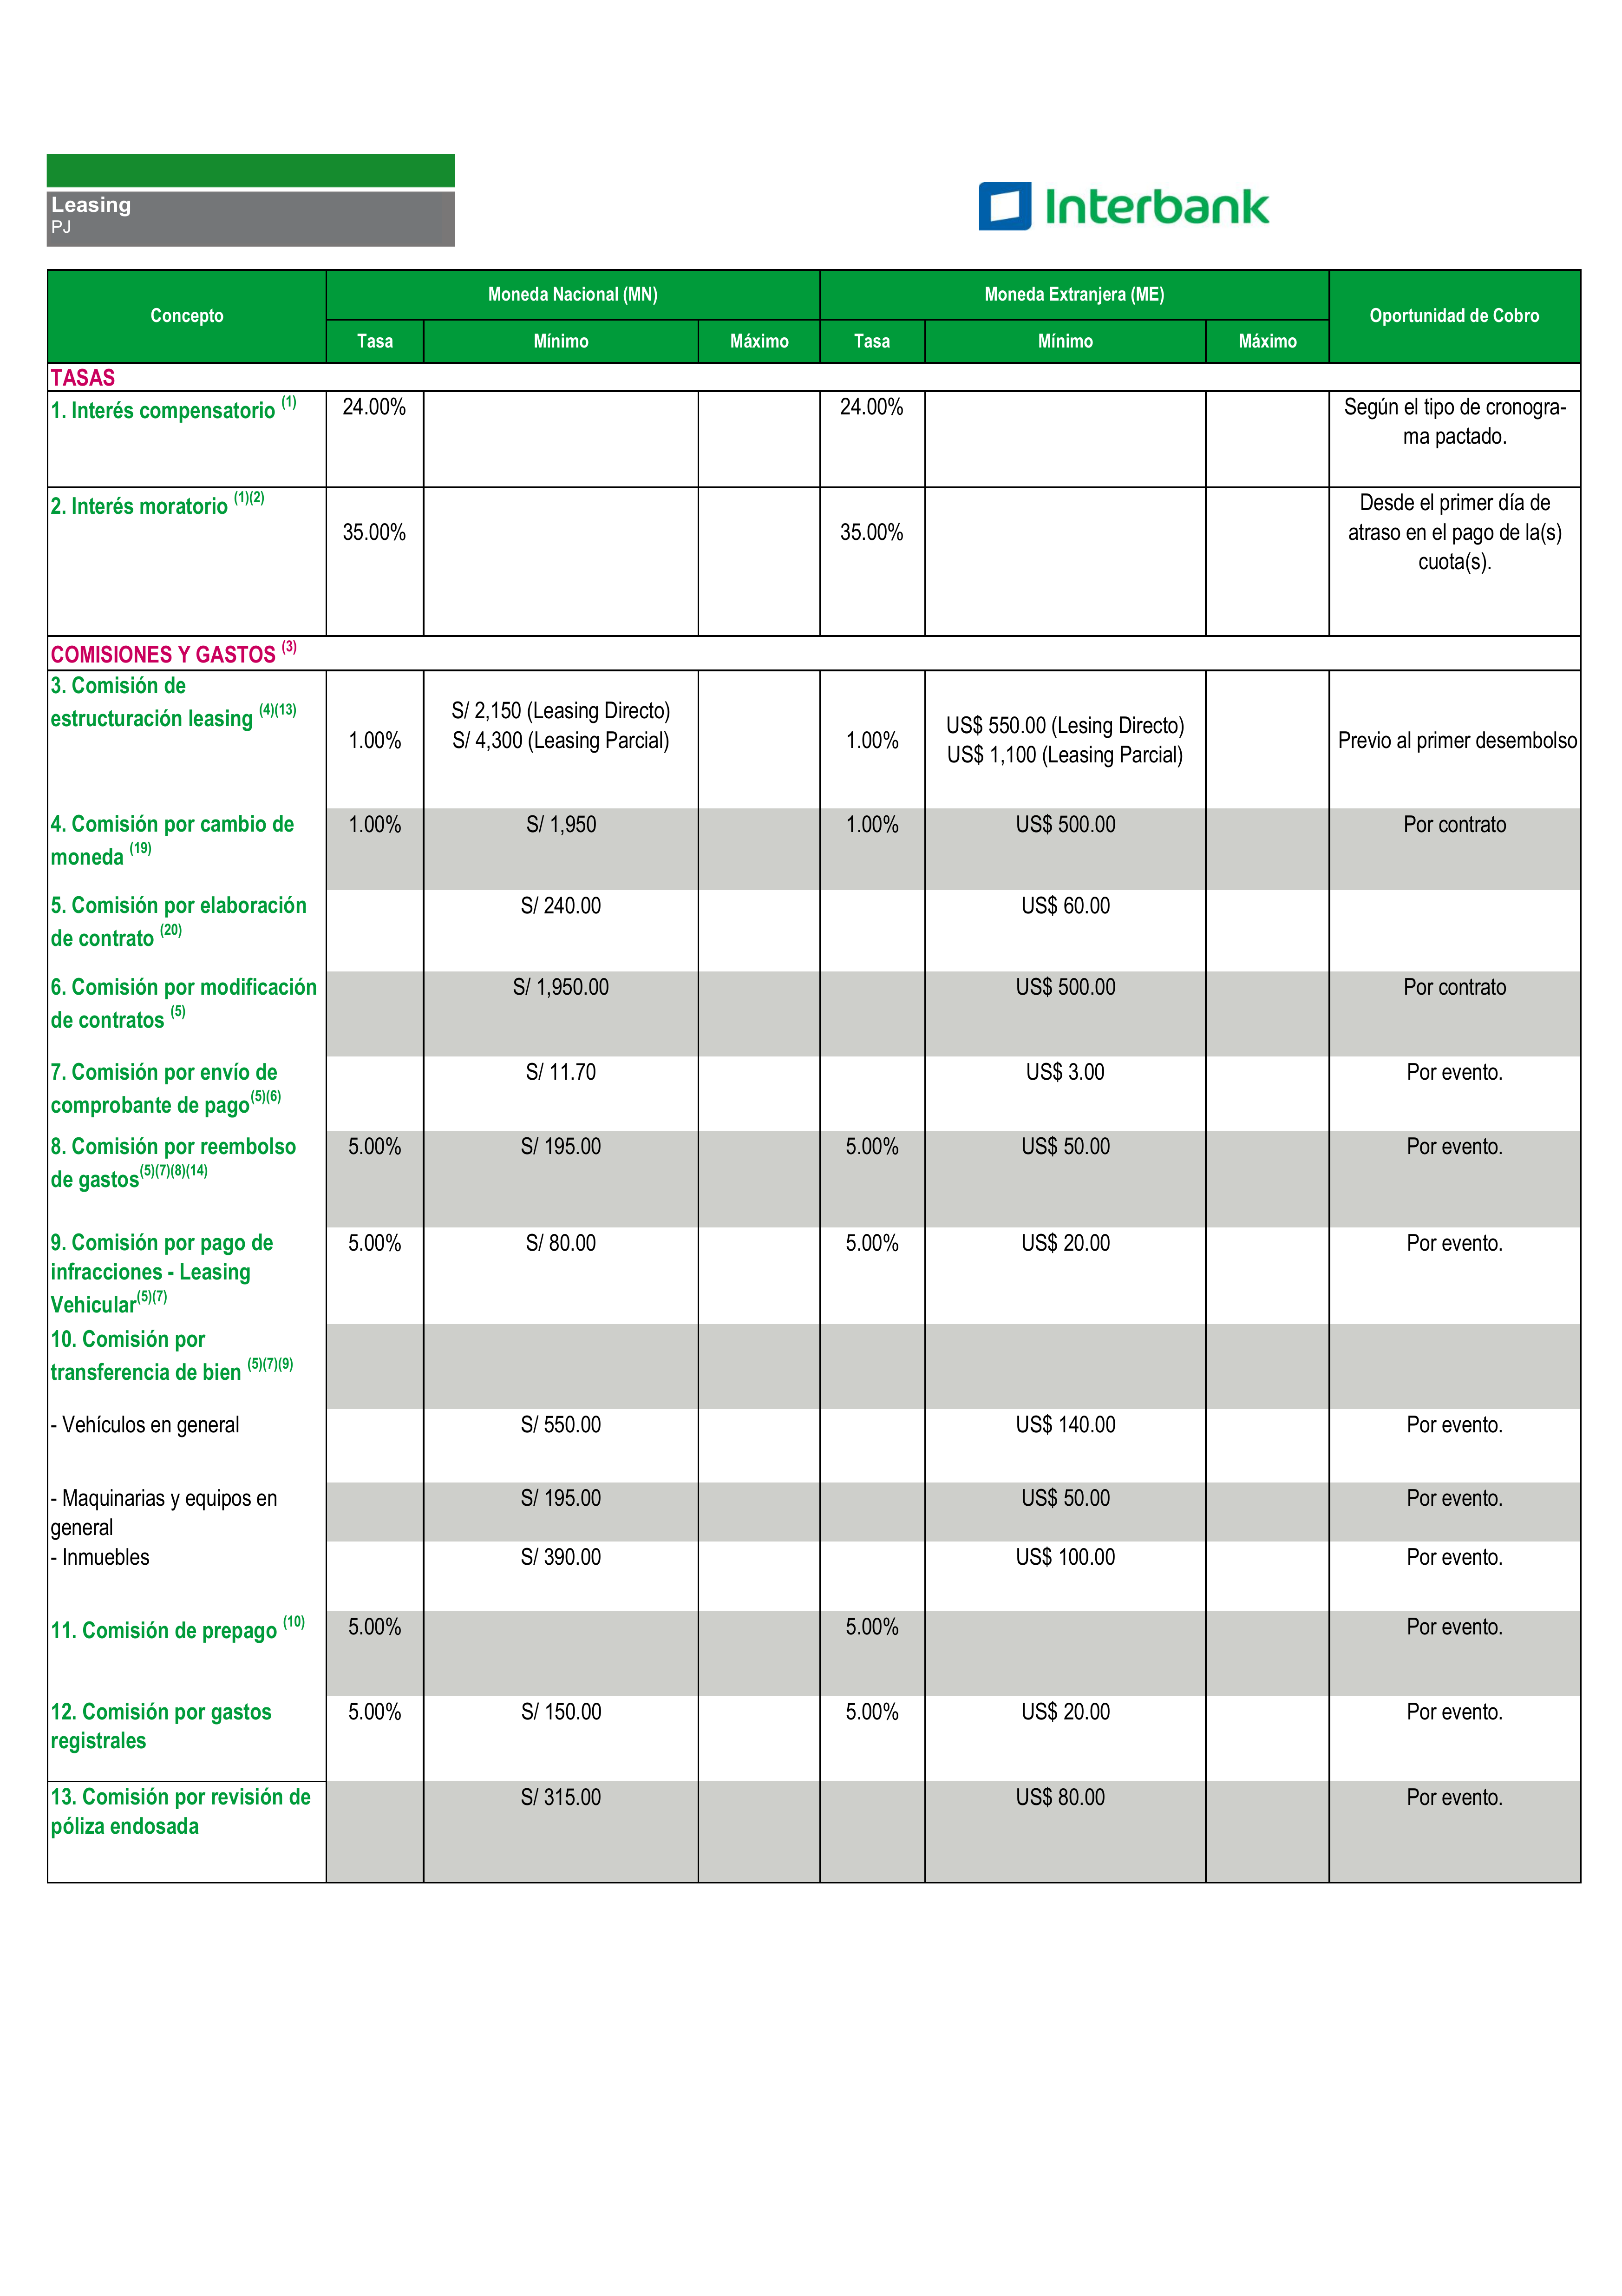 Leasing
PJ
Interbank
Concepto
Moneda Nacional (MN)
Moneda Extranjera (ME)
Oportunidad de Cobro
Tasa
Mínimo
Máximo
Tasa
Mínimo
Máximo
TASAS
1. Interés compensatorio (1)
24.00%
24.00%
Según el tipo de cronogra-
ma pactado.
2. Interés moratorio (1)(2)
35.00%
35.00%
Desde el primer día de
atraso en el pago de la(s)
cuota(s).
COMISIONES Y GASTOS (3)
3. Comisión de
estructuración leasing (4)(13)
1.00%
S/ 2,150 (Leasing Directo)
S/ 4,300 (Leasing Parcial)
1.00%
US$ 550.00 (Lesing Directo)
US$ 1,100 (Leasing Parcial)
Previo al primer desembolso
4. Comisión por cambio de
moneda (19)
1.00%
S/ 1,950
1.00%
US$ 500.00
Por contrato
5. Comisión por elaboración
de contrato (20)
S/ 240.00
US$ 60.00
6. Comisión por modificación
de contratos (5)
S/ 1,950.00
US$ 500.00
Por contrato
7. Comisión por envío de
comprobante de pago(5)(6)
S/ 11.70
US$ 3.00
Por evento.
8. Comisión por reembolso
de gastos(5)(7)(8)(14)
5.00%
S/ 195.00
5.00%
US$ 50.00
Por evento.
9. Comisión por pago de
infracciones - Leasing
Vehicular(5)(7)
5.00%
S/ 80.00
5.00%
US$ 20.00
Por evento.
10. Comisión por
transferencia de bien (5)(7)(9)
- Vehículos en general
S/ 550.00
US$ 140.00
Por evento.
- Maquinarias y equipos en
general
S/ 195.00
US$ 50.00
Por evento.
- Inmuebles
S/ 390.00
US$ 100.00
Por evento.
11. Comisión de prepago (10)
5.00%
5.00%
Por evento.
12. Comisión por gastos
registrales
5.00%
S/ 150.00
5.00%
US$ 20.00
Por evento.
13. Comisión por revisión de
póliza endosada
S/ 315.00
US$ 80.00
Por evento.